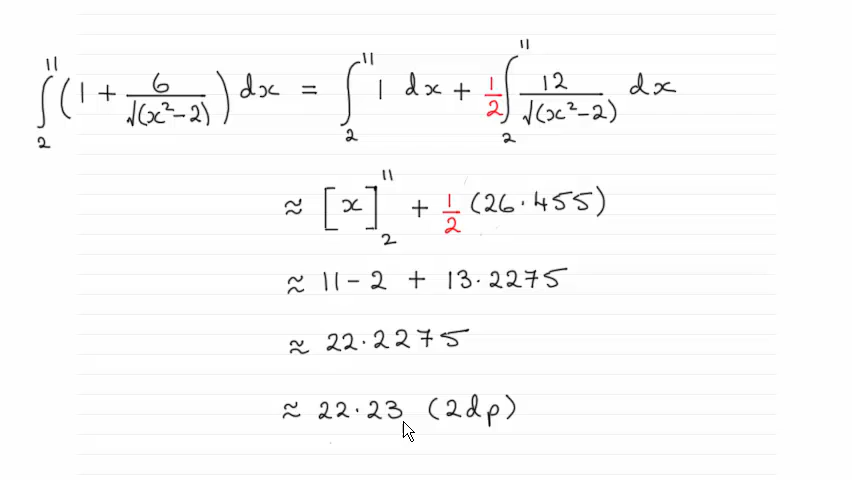 ∫₂¹¹ (1 + 6/√(x²−2)) dx = ∫₂¹¹ 1 dx + 1/2 ∫₂¹¹ 12/√(x²−2) dx
≈ [x]₂¹¹ + 1/2 (26·455)
≈ 11 − 2 + 13·2275
≈ 22·2275
≈ 22·23 (2dp)